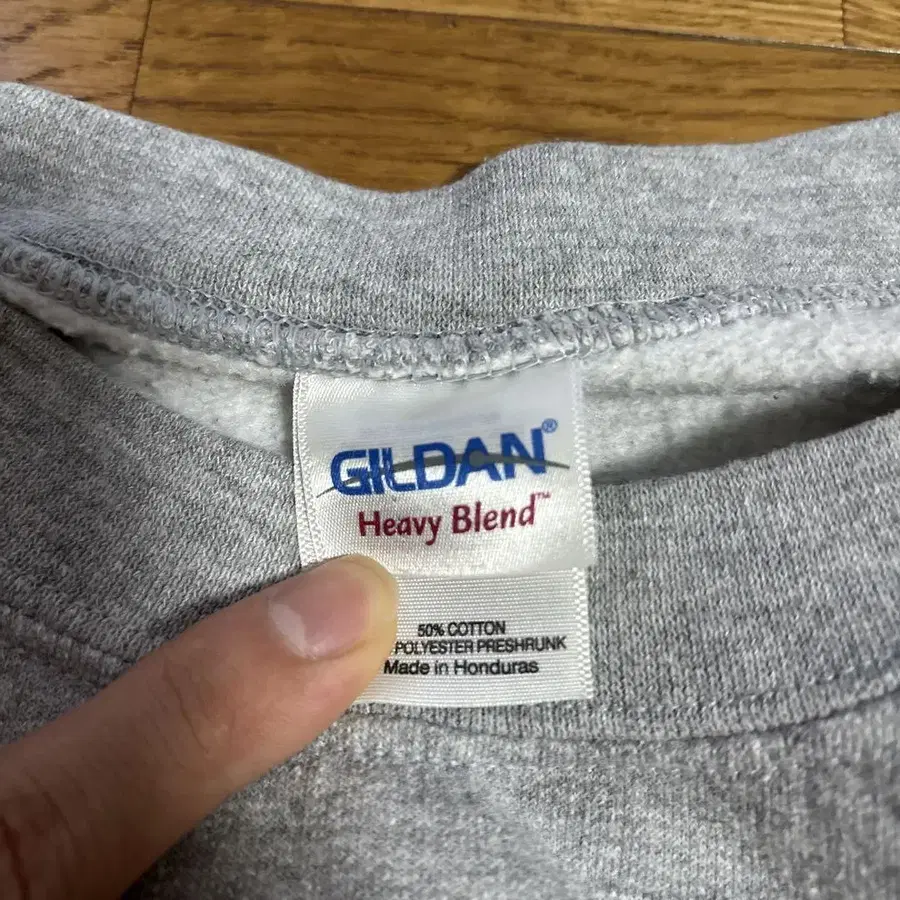 GILDAN®
Heavy Blend™
50% COTTON
POLYESTER PRESHRUNK
Made in Honduras